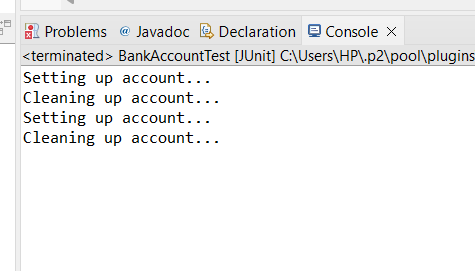 Problems @ Javadoc Declaration Console
<terminated> BankAccountTest [JUnit] C:\Users\HP\.p2\pool\plugins
Setting up account...
Cleaning up account...
Setting up account...
Cleaning up account...